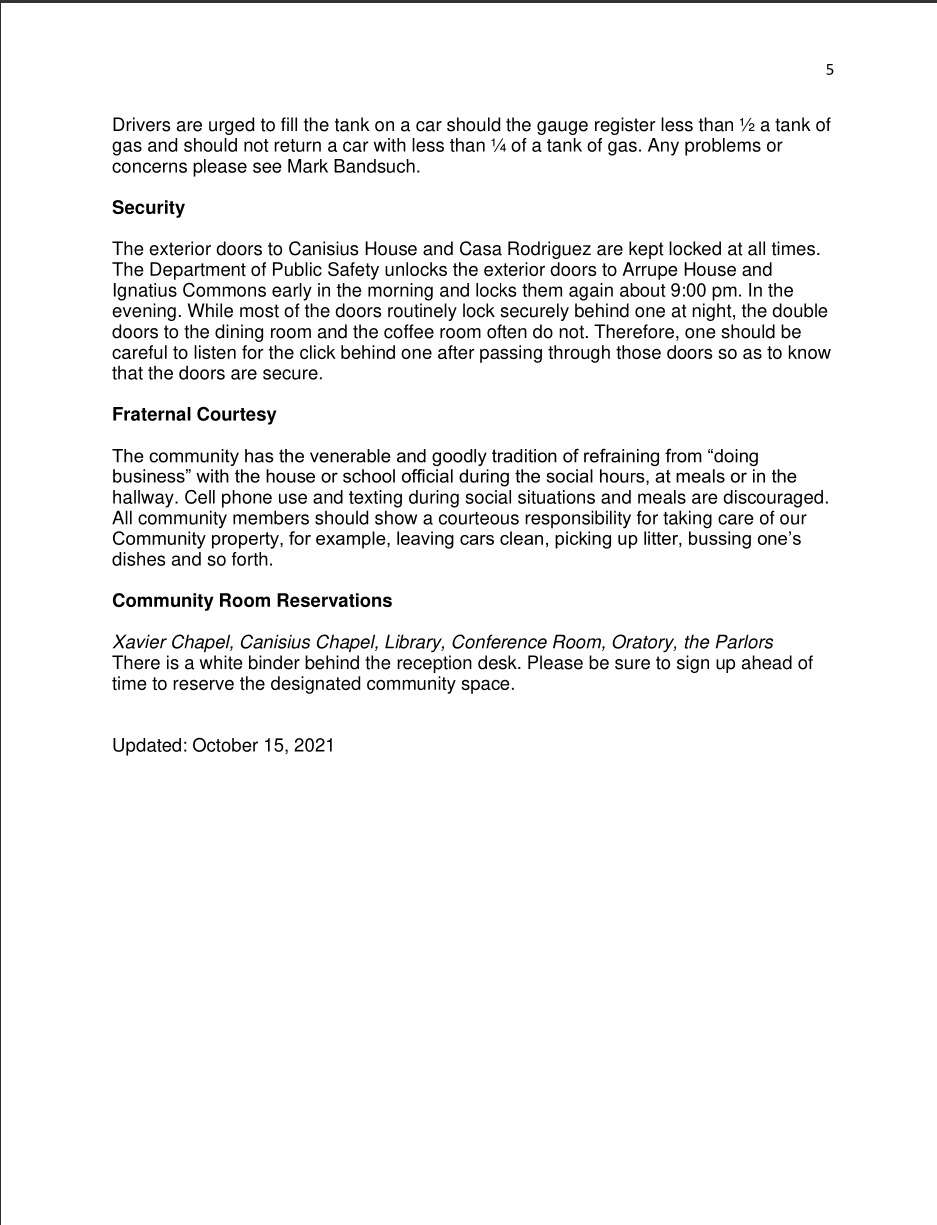 5
Drivers are urged to fill the tank on a car should the gauge register less than ½ a tank of
gas and should not return a car with less than ¼ of a tank of gas. Any problems or
concerns please see Mark Bandsuch.
Security
The exterior doors to Canisius House and Casa Rodriguez are kept locked at all times.
The Department of Public Safety unlocks the exterior doors to Arrupe House and
Ignatius Commons early in the morning and locks them again about 9:00 pm. In the
evening. While most of the doors routinely lock securely behind one at night, the double
doors to the dining room and the coffee room often do not. Therefore, one should be
careful to listen for the click behind one after passing through those doors so as to know
that the doors are secure.
Fraternal Courtesy
The community has the venerable and goodly tradition of refraining from “doing
business” with the house or school official during the social hours, at meals or in the
hallway. Cell phone use and texting during social situations and meals are discouraged.
All community members should show a courteous responsibility for taking care of our
Community property, for example, leaving cars clean, picking up litter, bussing one’s
dishes and so forth.
Community Room Reservations
Xavier Chapel, Canisius Chapel, Library, Conference Room, Oratory, the Parlors
There is a white binder behind the reception desk. Please be sure to sign up ahead of
time to reserve the designated community space.
Updated: October 15, 2021